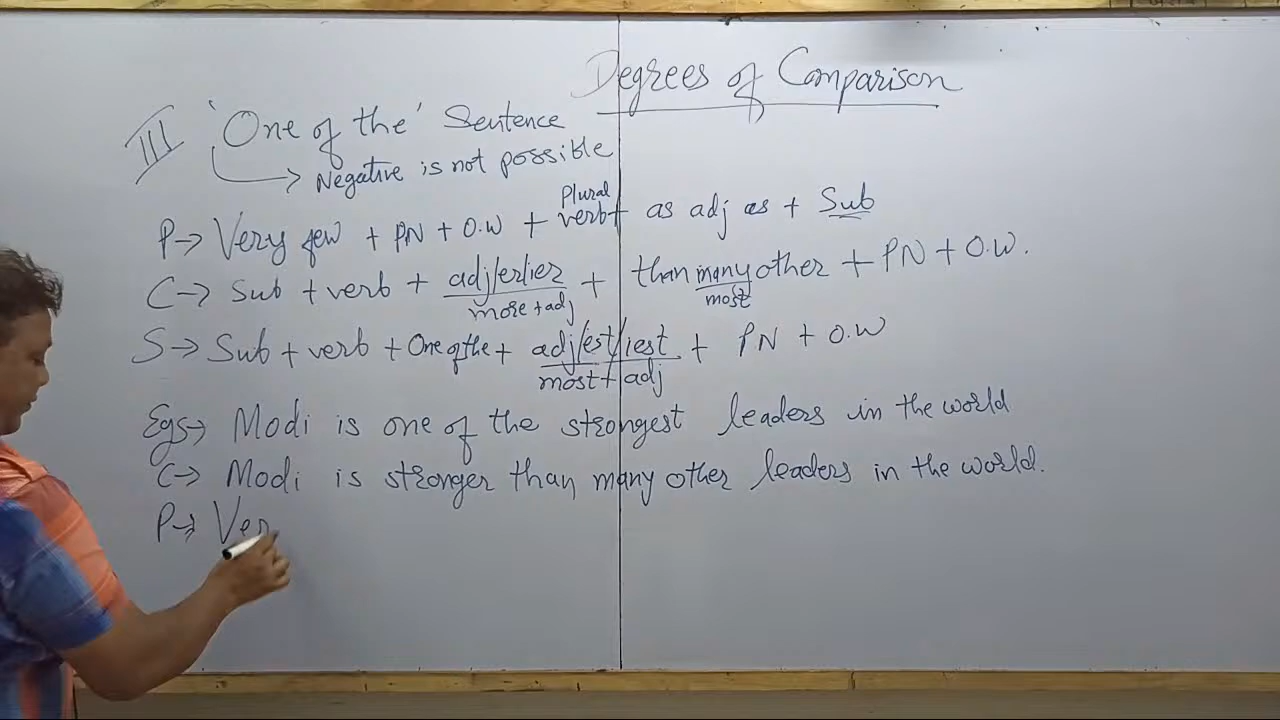 Degrees of Comparison
III 'One of the' Sentence
Negative is not possible
P→ Very few + PN + O.W + Plural verb + as adj as + Sub
C→ Sub + verb + adj/er/ier + than many other + PN + O.W.
more + adj most
S→ Sub + verb + One of the + adj/est/iest + PN + O.W
most + adj
Egs→ Modi is one of the strongest leaders in the world
C→ Modi is stronger than many other leaders in the world.
P→ Ver